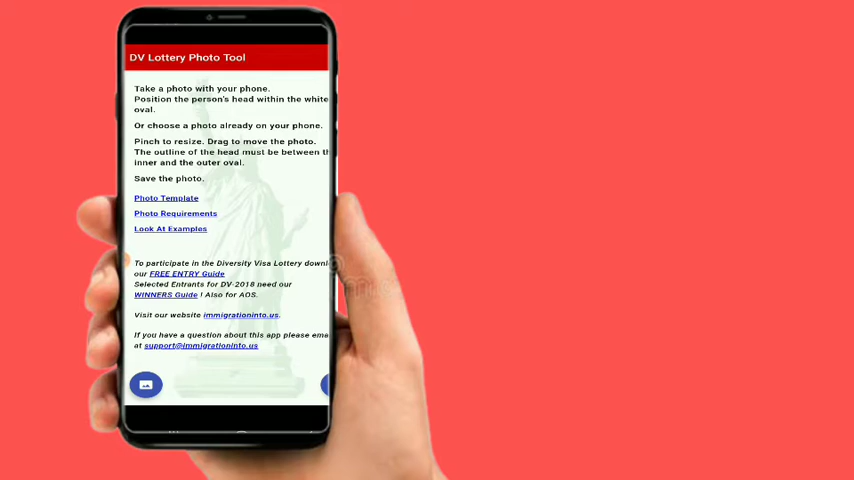 DV Lottery Photo Tool
Take a photo with your phone.
Position the person's head within the white
oval.
Or choose a photo already on your phone.
Pinch to resize. Drag to move the photo.
The outline of the head must be between th
inner and the outer oval.
Save the photo.
Photo Template
Photo Requirements
Look At Examples
To participate in the Diversity Visa Lottery downl
our FREE ENTRY Guide
Selected Entrants for DV-2018 need our
WINNERS Guide ! Also for AOS.
Visit our website immigrationinto.us.
If you have a question about this app please ema
at support@immigrationinto.us